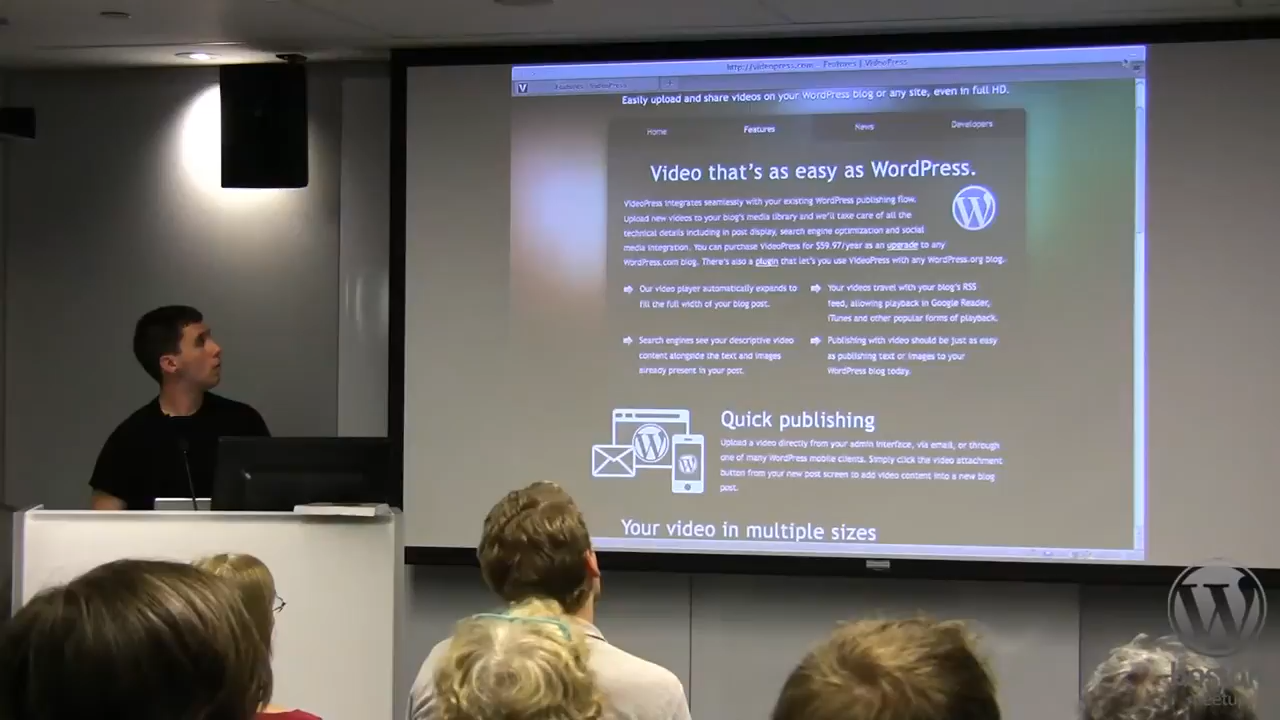 http://videopress.com - Features | VideoPress
Features - VideoPress
Easily upload and share videos on your WordPress blog or any site, even in full HD.
Home Features News Developers
Video that's as easy as WordPress.
VideoPress integrates seamlessly with your existing WordPress publishing flow.
Upload new videos to your blog's media library and we'll take care of all the
technical details including in post display, search engine optimization and social
media integration. You can purchase VideoPress for $59.97/year as an upgrade to any
WordPress.com blog. There's also a plugin that let's you use VideoPress with any WordPress.org blog.
Our video player automatically expands to
fill the full width of your blog post.
Your videos travel with your blog's RSS
feed, allowing playback in Google Reader,
iTunes and other popular forms of playback.
Search engines see your descriptive video
content alongside the text and images
already present in your post.
Publishing with video should be just as easy
as publishing text or images to your
WordPress blog today.
Quick publishing
Upload a video directly from your admin interface, via email, or through
one of many WordPress mobile clients. Simply click the video attachment
button from your new post screen to add video content into a new blog
post.
Your video in multiple sizes